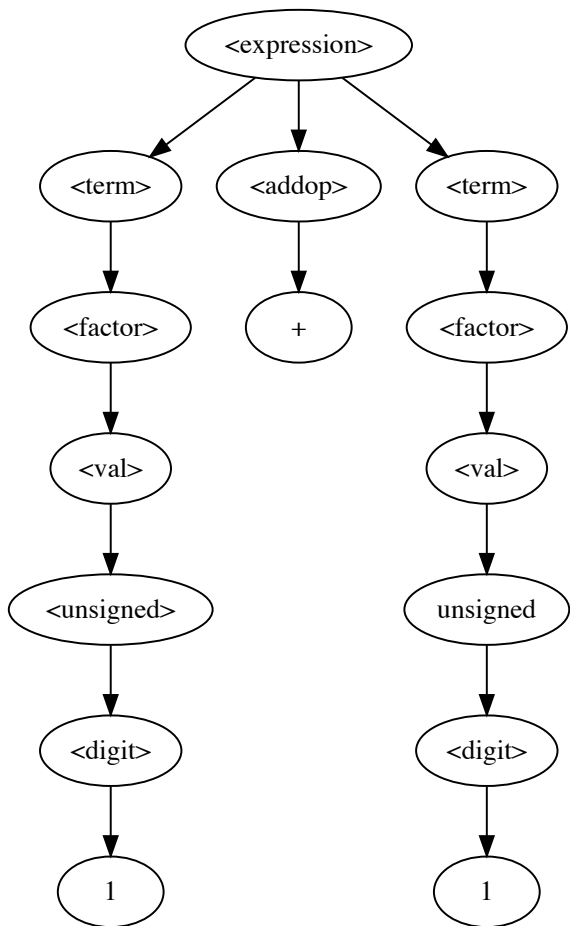 <expression>
<term> <addop> <term>
<factor> + <factor>
<val> <val>
<unsigned> unsigned
<digit> <digit>
1 1